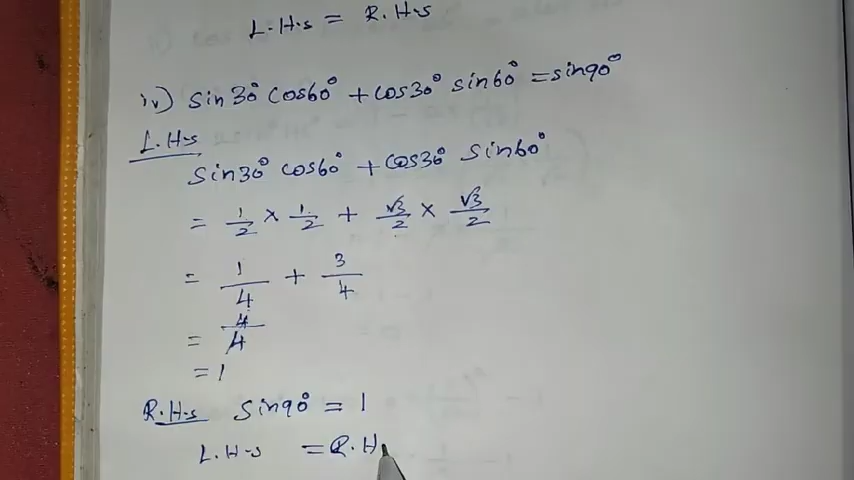 L.H.S = R.H.S
iv) sin30° cos60° + cos30° sin60° = sin90°
L.H.S
sin30° cos60° + cos30° sin60°
= 1/2 × 1/2 + √3/2 × √3/2
= 1/4 + 3/4
= 4/4
= 1
R.H.S sin90° = 1
L.H.S = R.H.